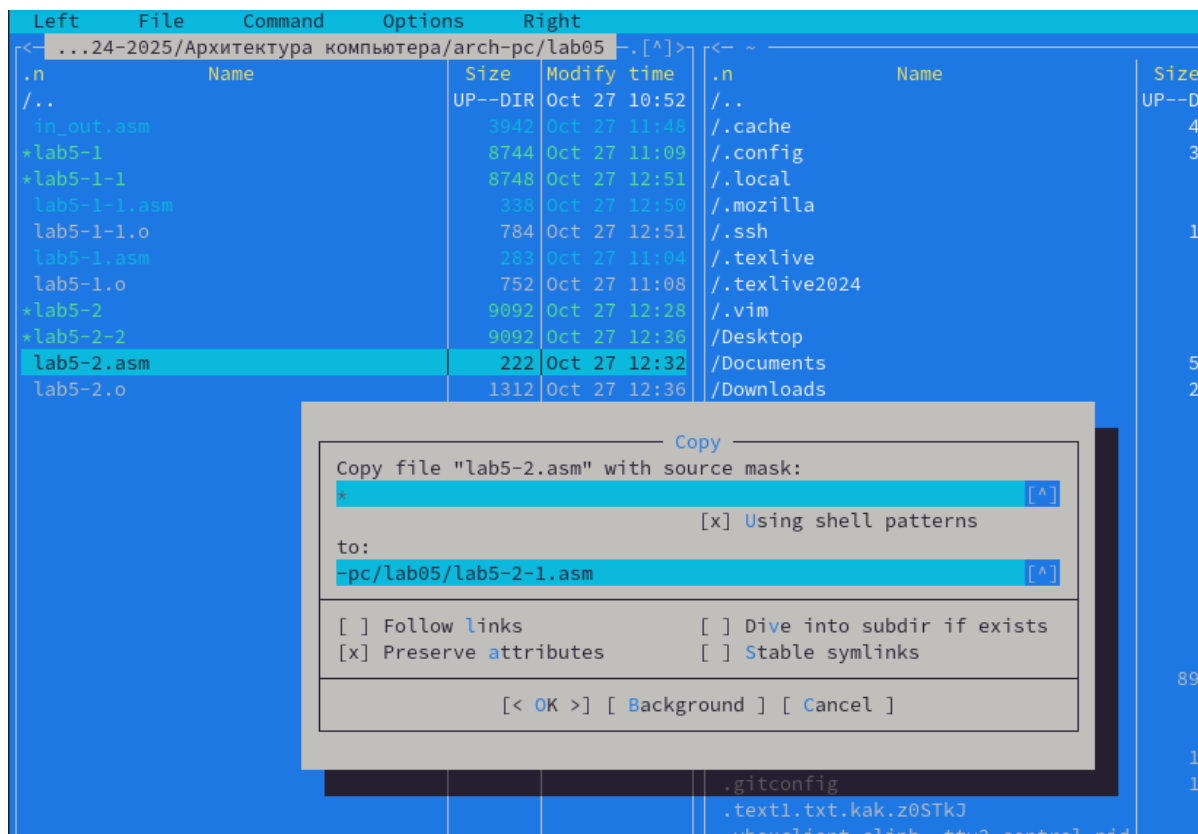 Left File Command Options Right
<─ ...24-2025/Архитектура компьютера/arch-pc/lab05 ─.[^]>
.n Name Size Modify time
/.. UP--DIR Oct 27 10:52
in_out.asm 3942 Oct 27 11:48
*lab5-1 8744 Oct 27 11:09
*lab5-1-1 8748 Oct 27 12:51
lab5-1-1.asm 338 Oct 27 12:50
lab5-1-1.o 784 Oct 27 12:51
lab5-1.asm 283 Oct 27 11:04
lab5-1.o 752 Oct 27 11:08
*lab5-2 9092 Oct 27 12:28
*lab5-2-2 9092 Oct 27 12:36
lab5-2.asm 222 Oct 27 12:32
lab5-2.o 1312 Oct 27 12:36
<─ ~
.n Name Size
/.. UP--D
/.cache 4
/.config 3
/.local
/.mozilla
/.ssh 1
/.texlive
/.texlive2024
/.vim
/Desktop
/Documents 5
/Downloads 2
89
1
.gitconfig 1
.text1.txt.kak.z0STkJ
Copy
Copy file "lab5-2.asm" with source mask:
* [^]
[x] Using shell patterns
to:
-pc/lab05/lab5-2-1.asm [^]
[ ] Follow links [ ] Dive into subdir if exists
[x] Preserve attributes [ ] Stable symlinks
[< OK >] [ Background ] [ Cancel ]